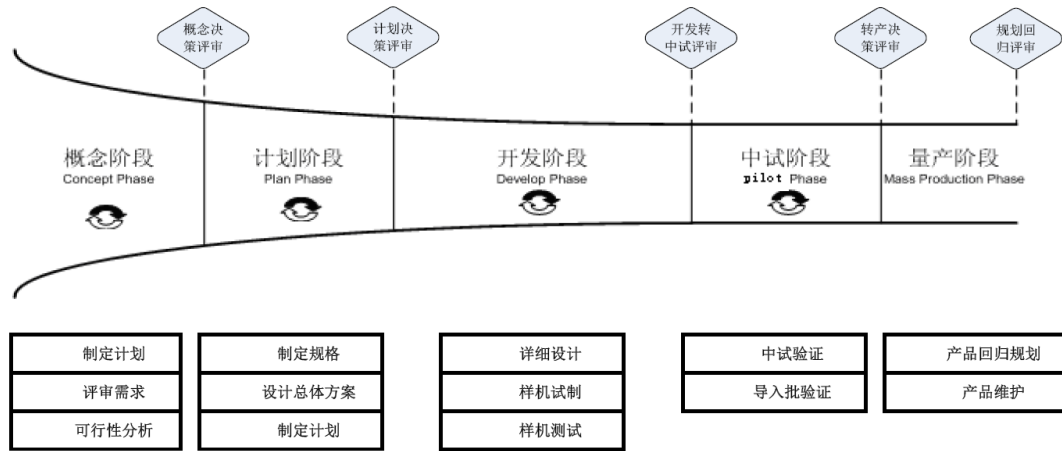 概念决
策评审
计划决
策评审
开发转
中试评审
转产决
策评审
规划回
归评审
概念阶段
Concept Phase
计划阶段
Plan Phase
开发阶段
Develop Phase
中试阶段
pilot Phase
量产阶段
Mass Production Phase
制定计划
评审需求
可行性分析
制定规格
设计总体方案
制定计划
详细设计
样机试制
样机测试
中试验证
导入批验证
产品回归规划
产品维护